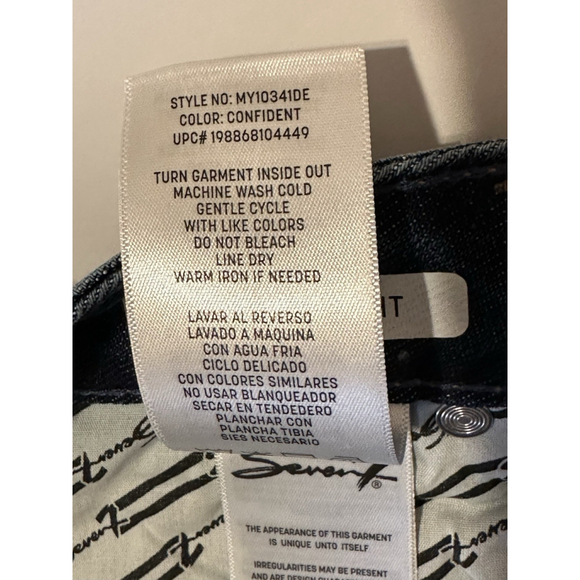 STYLE NO: MY10341DE
COLOR: CONFIDENT
UPC# 198868104449
TURN GARMENT INSIDE OUT
MACHINE WASH COLD
GENTLE CYCLE
WITH LIKE COLORS
DO NOT BLEACH
LINE DRY
WARM IRON IF NEEDED
LAVAR AL REVERSO
LAVADO A MÁQUINA
CON AGUA FRIA
CICLO DELICADO
CON COLORES SIMILARES
NO USAR BLANQUEADOR
SECAR EN TENDEDERO
PLANCHAR CON
PLANCHA TIBIA
SIES NECESARIO
IT
Seven7®
THE APPEARANCE OF THIS GARMENT
IS UNIQUE UNTO ITSELF
IRREGULARITIES MAY BE PRESENT